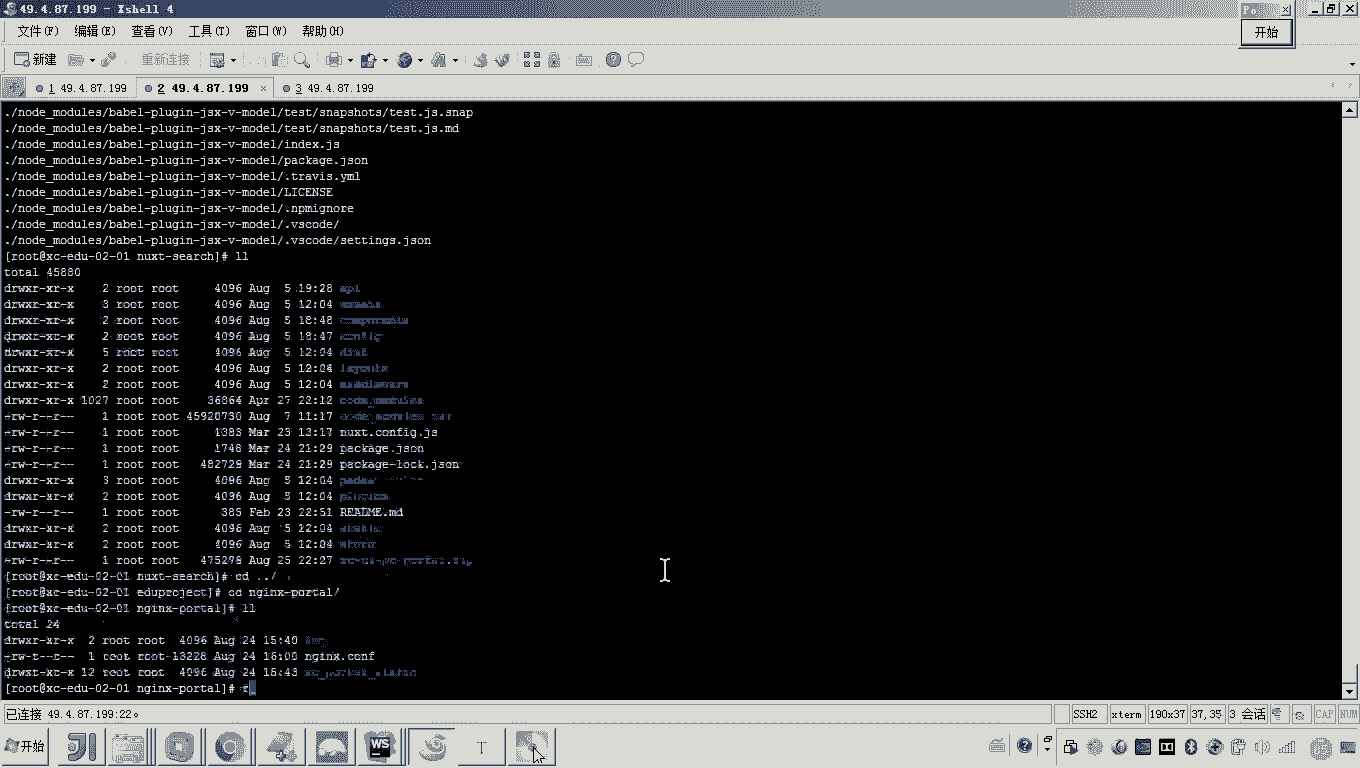 49.4.87.199 - Xshell 4
文件(F) 编辑(E) 查看(V) 工具(T) 窗口(W) 帮助(H)
开始
新建 重新连接
1 49.4.87.199 2 49.4.87.199 × 3 49.4.87.199
./node_modules/babel-plugin-jsx-v-model/test/snapshots/test.js.snap
./node_modules/babel-plugin-jsx-v-model/test/snapshots/test.js.md
./node_modules/babel-plugin-jsx-v-model/index.js
./node_modules/babel-plugin-jsx-v-model/package.json
./node_modules/babel-plugin-jsx-v-model/.travis.yml
./node_modules/babel-plugin-jsx-v-model/LICENSE
./node_modules/babel-plugin-jsx-v-model/.npmignore
./node_modules/babel-plugin-jsx-v-model/.vscode/
./node_modules/babel-plugin-jsx-v-model/.vscode/settings.json
[root@xc-edu-02-01 nuxt-search]# ll
total 45880
drwxr-xr-x 2 root root 4096 Aug 5 19:28 api
drwxr-xr-x 3 root root 4096 Aug 5 12:04
drwxr-xr-x 2 root root 4096 Aug 5 18:48
drwxr-xr-x 2 root root 4096 Aug 5 18:47 config
drwxr-xr-x 5 root root 4096 Aug 5 12:04
drwxr-xr-x 2 root root 4096 Aug 5 12:04 layouts
drwxr-xr-x 2 root root 4096 Aug 5 12:04 middleware
drwxr-xr-x 1027 root root 36864 Apr 27 22:12 node_modules
-rw-r--r-- 1 root root 45920730 Aug 7 11:17
-rw-r--r-- 1 root root 4383 Mar 23 13:17 nuxt.config.js
-rw-r--r-- 1 root root 1748 Mar 24 21:29 package.json
-rw-r--r-- 1 root root 482729 Mar 24 21:29 package-lock.json
drwxr-xr-x 3 root root 4096 Aug 5 12:04
drwxr-xr-x 2 root root 4096 Aug 5 12:04 plugins
-rw-r--r-- 1 root root 385 Feb 23 22:51 README.md
drwxr-xr-x 2 root root 4096 Aug 5 12:04 static
drwxr-xr-x 2 root root 4096 Aug 5 12:04 store
-rw-r--r-- 1 root root 475278 Aug 25 22:27
[root@xc-edu-02-01 nuxt-search]# cd ../
[root@xc-edu-02-01 eduproject]# cd nginx-portal/
[root@xc-edu-02-01 nginx-portal]# ll
total 24
drwxr-xr-x 2 root root 4096 Aug 24 15:40
-rw-r--r-- 1 root root 13228 Aug 24 16:00 nginx.conf
drwxr-xr-x 12 root root 4096 Aug 24 15:43
[root@xc-edu-02-01 nginx-portal]# r
已连接 49.4.87.199:22。 SSH2 xterm 190x37 37,35 3 会话 CAP NUM
开始 WS T